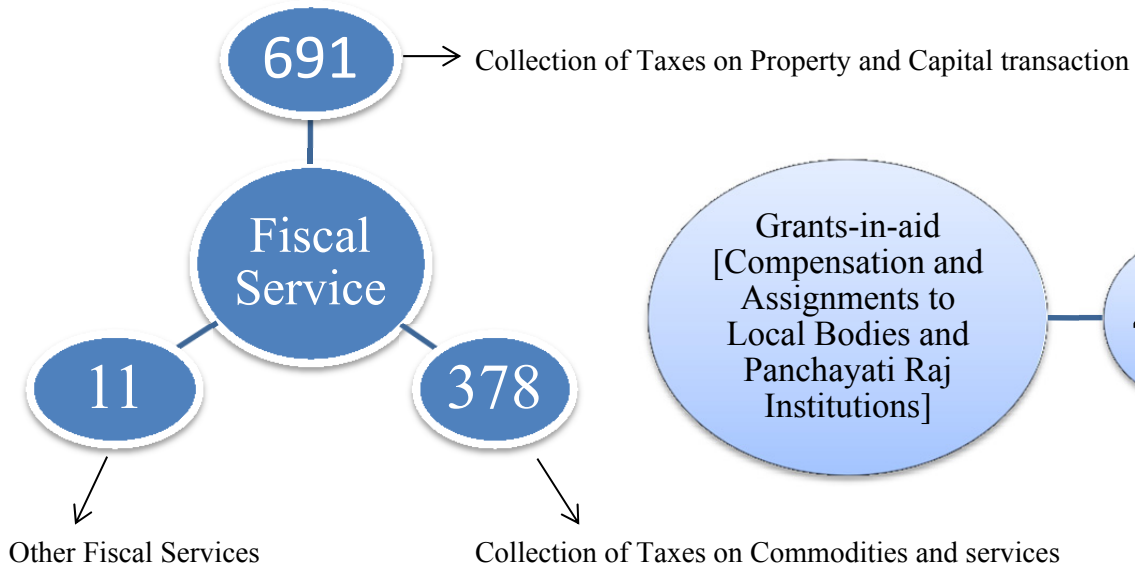 691
Collection of Taxes on Property and Capital transaction
Fiscal
Service
Grants-in-aid
[Compensation and
Assignments to
Local Bodies and
Panchayati Raj
Institutions]
11
378
Other Fiscal Services
Collection of Taxes on Commodities and services